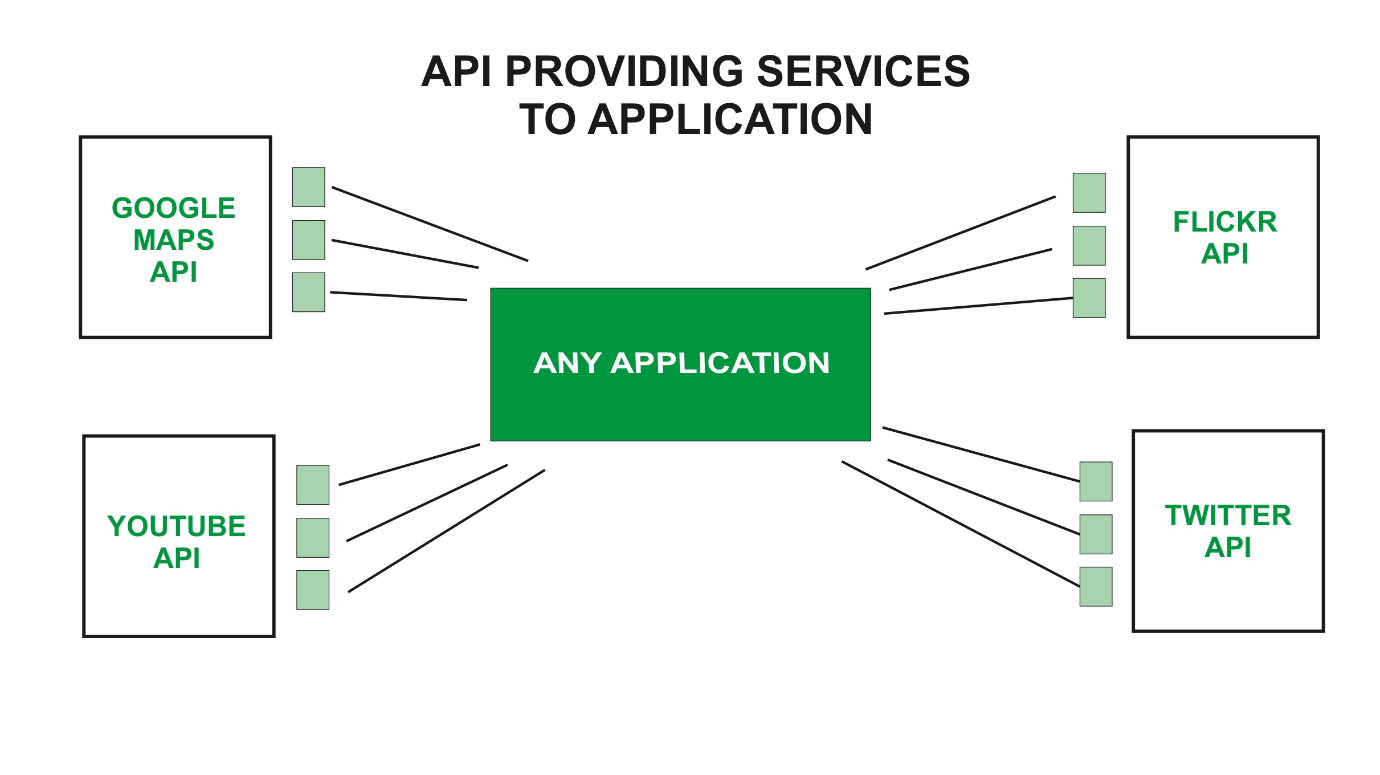 API PROVIDING SERVICES
TO APPLICATION
GOOGLE
MAPS
API
FLICKR
API
ANY APPLICATION
YOUTUBE
API
TWITTER
API